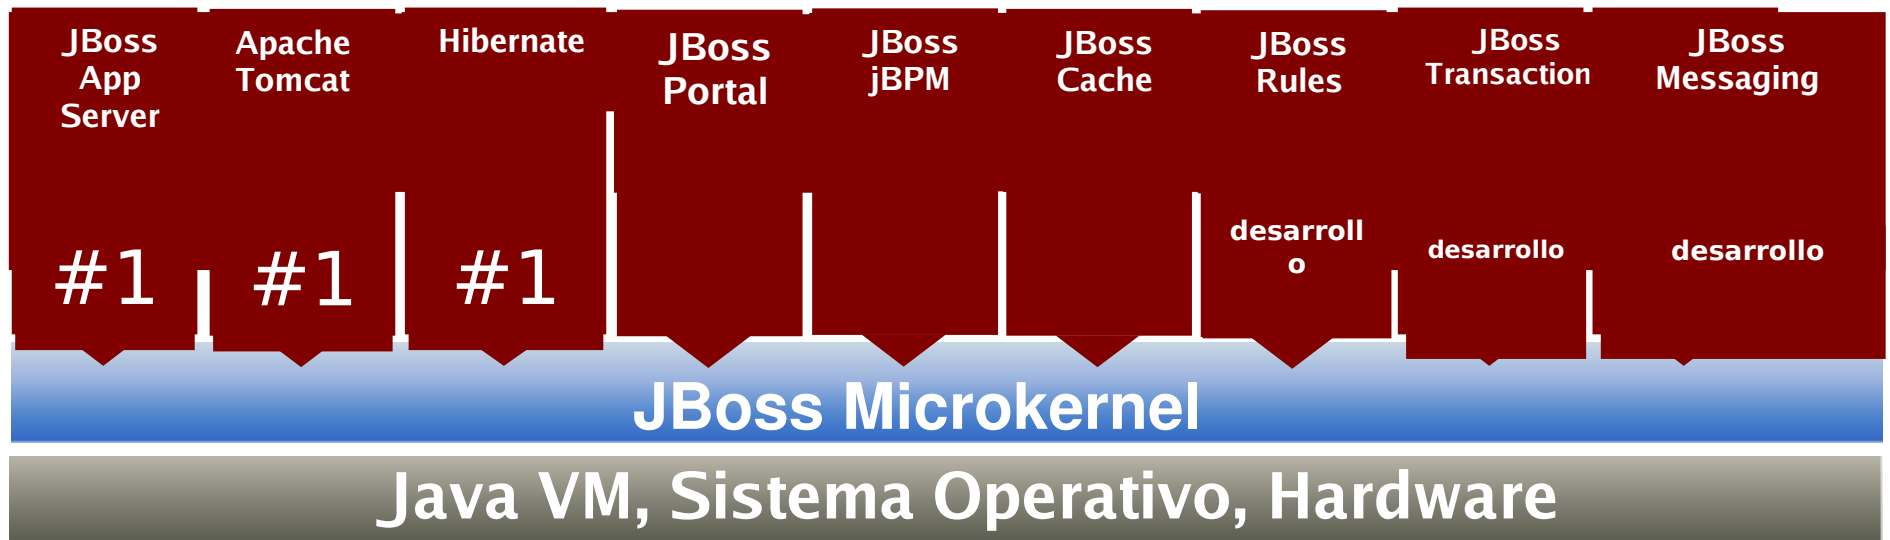 JBoss
App
Server
Apache
Tomcat
Hibernate
JBoss
Portal
JBoss
jBPM
JBoss
Cache
JBoss
Rules
JBoss
Transaction
JBoss
Messaging
#1
#1
#1
desarroll
o
desarrollo
desarrollo
JBoss Microkernel
Java VM, Sistema Operativo, Hardware